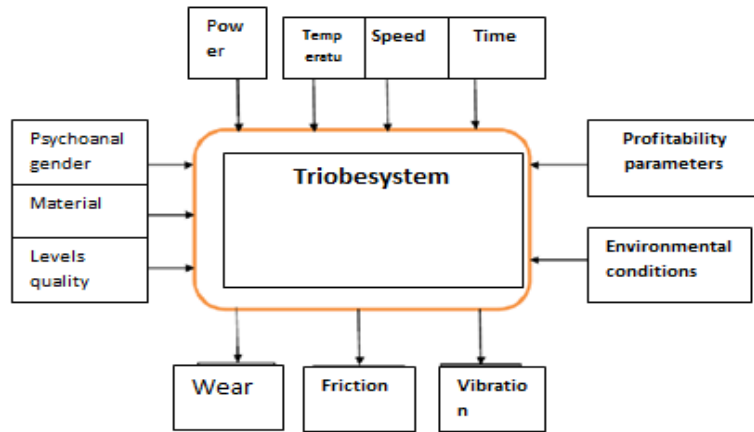 Pow
er
Temp
eratu
Speed
Time
Psychoanal
gender
Material
Levels
quality
Triobesystem
Profitability
parameters
Environmental
conditions
Wear
Friction
Vibratio
n